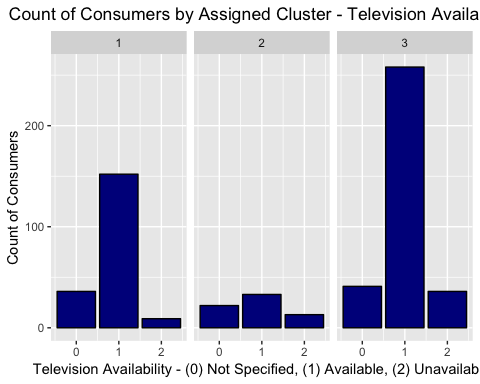 Count of Consumers by Assigned Cluster - Television Availa
1 2 3
Count of Consumers
200
100
0
0 1 2 0 1 2 0 1 2
Television Availability - (0) Not Specified, (1) Available, (2) Unavailab